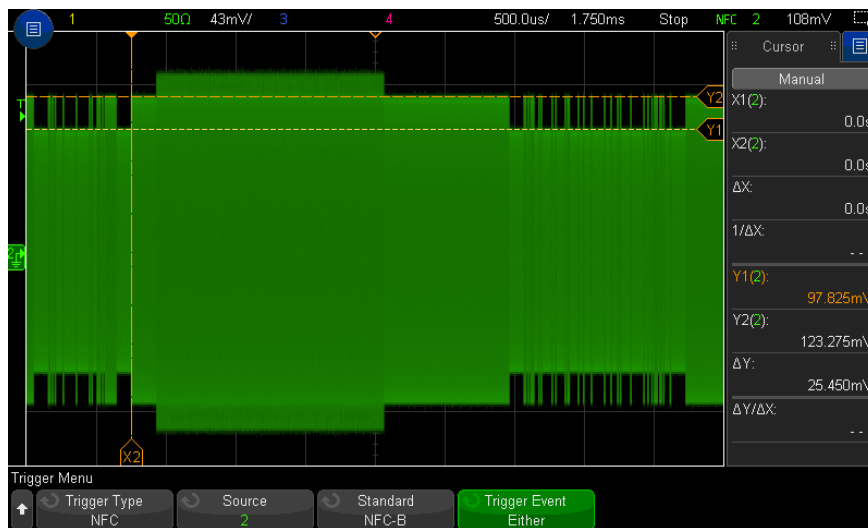 1 50Ω 43mV/ 3 4 500.0us/ 1.750ms Stop NFC 2 108mV
Cursor
Manual
X1(2):
0.0s
X2(2):
0.0s
ΔX:
0.0s
1/ΔX:
--
Y1(2):
97.825mV
Y2(2):
123.275mV
ΔY:
25.450mV
ΔY/ΔX:
--
T
Y2
Y1
2
X2
Trigger Menu
Trigger Type
NFC
Source
2
Standard
NFC-B
Trigger Event
Either